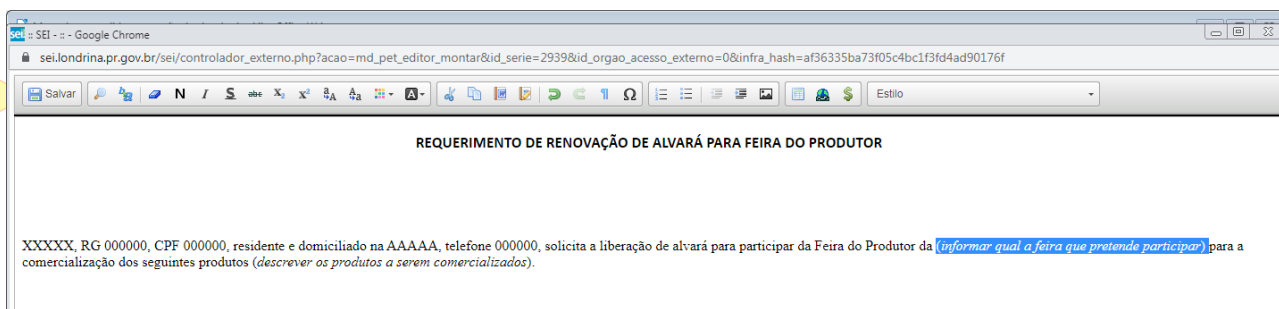 sei :: SEI - :: - Google Chrome
sei.londrina.pr.gov.br/sei/controlador_externo.php?acao=md_pet_editor_montar&id_serie=2939&id_orgao_acesso_externo=0&infra_hash=af36335ba73f05c4bc1f3fd4ad90176f
Salvar N I S abc X₂ X² Estilo
REQUERIMENTO DE RENOVAÇÃO DE ALVARÁ PARA FEIRA DO PRODUTOR
XXXXX, RG 000000, CPF 000000, residente e domiciliado na AAAAA, telefone 000000, solicita a liberação de alvará para participar da Feira do Produtor da (informar qual a feira que pretende participar) para a
comercialização dos seguintes produtos (descrever os produtos a serem comercializados).